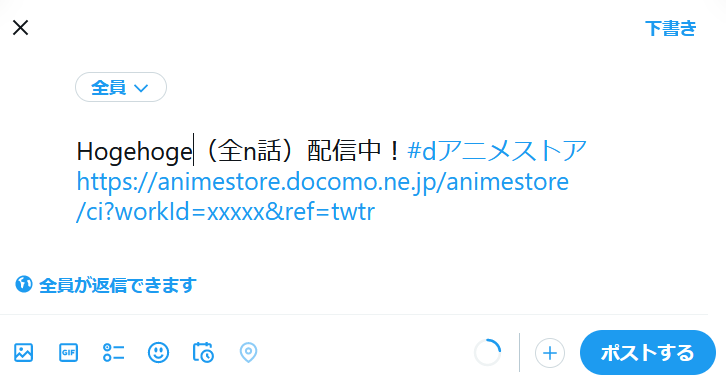 下書き
全員
Hogehoge（全n話）配信中！#dアニメストア
https://animestore.docomo.ne.jp/animestore
/ci?workId=xxxxx&ref=twtr
全員が返信できます
GIF
ポストする